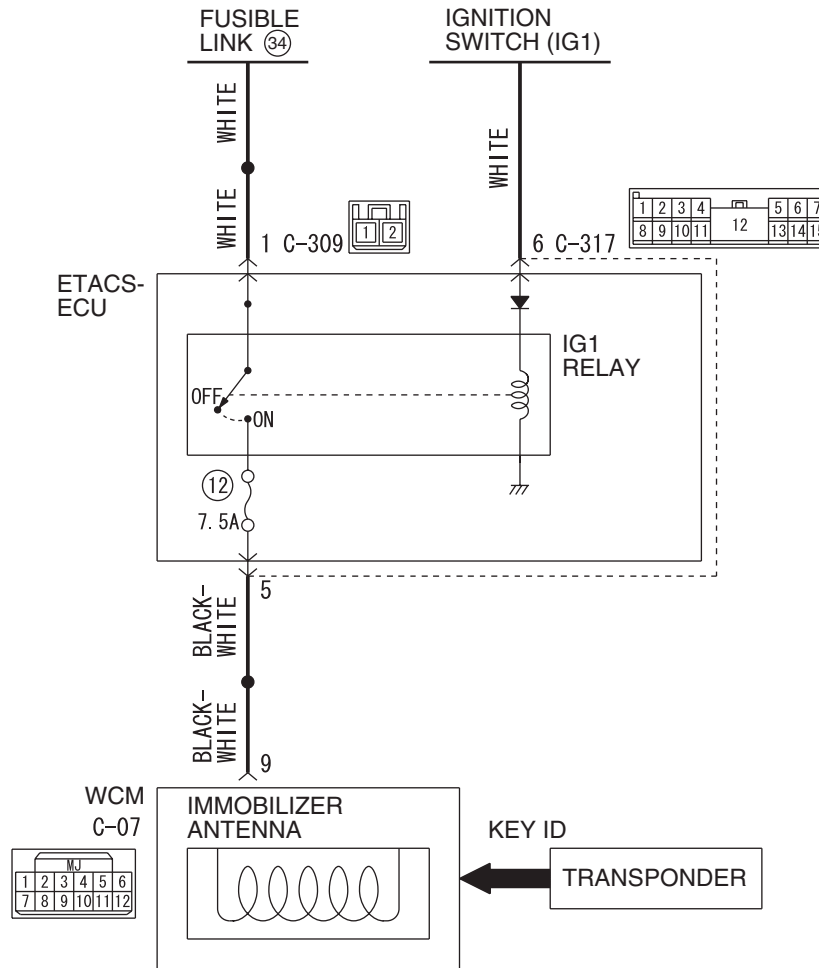 FUSIBLE
LINK 34
IGNITION
SWITCH (IG1)
WHITE
WHITE
WHITE
1 C-309
1 2
6 C-317
1 2 3 4 5 6 7
12
8 9 10 11 13 14 15
ETACS-
ECU
IG1
RELAY
OFF
ON
12
7.5A
5
BLACK-
WHITE
BLACK-
WHITE
9
WCM
C-07
MJ
1 2 3 4 5 6
7 8 9 10 11 12
IMMOBILIZER
ANTENNA
KEY ID
TRANSPONDER